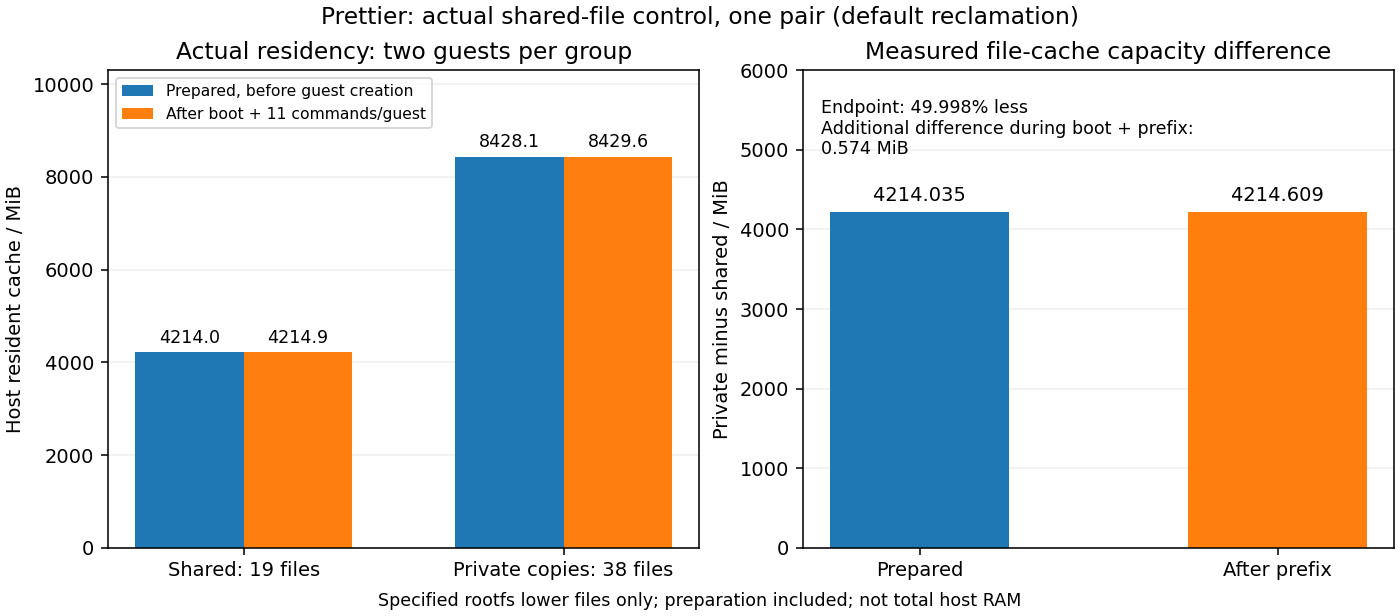 Prettier: actual shared-file control, one pair (default reclamation)
Actual residency: two guests per group
Host resident cache / MiB
10000
8000
6000
4000
2000
0
Prepared, before guest creation
After boot + 11 commands/guest
4214.0
4214.9
8428.1
8429.6
Shared: 19 files
Private copies: 38 files
Measured file-cache capacity difference
Private minus shared / MiB
6000
5000
4000
3000
2000
1000
0
Endpoint: 49.998% less
Additional difference during boot + prefix:
0.574 MiB
4214.035
4214.609
Prepared
After prefix
Specified rootfs lower files only; preparation included; not total host RAM